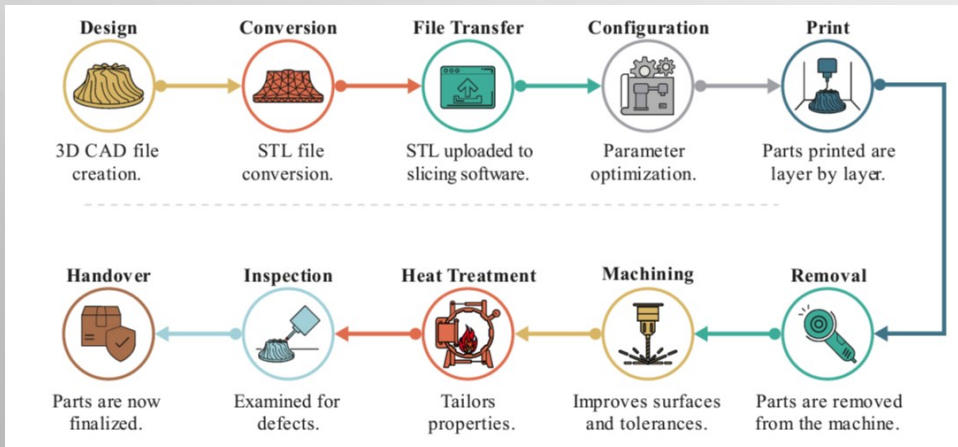 Design
Conversion
File Transfer
Configuration
Print
3D CAD file
creation.
STL file
conversion.
STL uploaded to
slicing software.
Parameter
optimization.
Parts printed are
layer by layer.
Handover
Inspection
Heat Treatment
Machining
Removal
Parts are now
finalized.
Examined for
defects.
Tailors
properties.
Improves surfaces
and tolerances.
Parts are removed
from the machine.